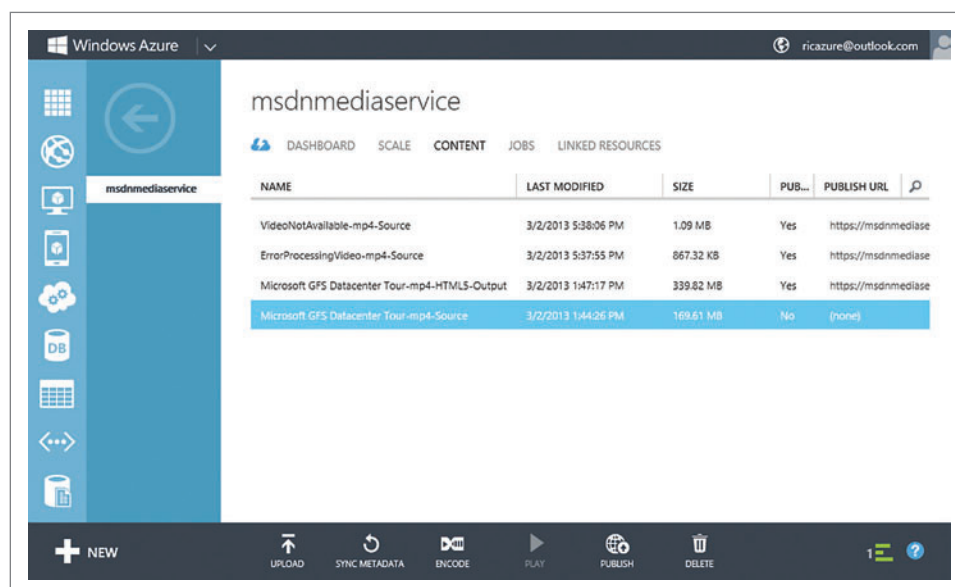 Windows Azure
ricazure@outlook.com
msdnmediaservice
msdnmediaservice
DASHBOARD SCALE CONTENT JOBS LINKED RESOURCES
NAME LAST MODIFIED SIZE PUB... PUBLISH URL
VideoNotAvailable-mp4-Source 3/2/2013 5:38:06 PM 1.09 MB Yes https://msdnmediase
ErrorProcessingVideo-mp4-Source 3/2/2013 5:37:55 PM 867.32 KB Yes https://msdnmediase
Microsoft GFS Datacenter Tour-mp4-HTML5-Output 3/2/2013 1:47:17 PM 339.82 MB Yes https://msdnmediase
Microsoft GFS Datacenter Tour-mp4-Source 3/2/2013 1:44:26 PM 169.61 MB No (none)
DB
NEW
UPLOAD SYNC METADATA ENCODE PLAY PUBLISH DELETE
1 ?